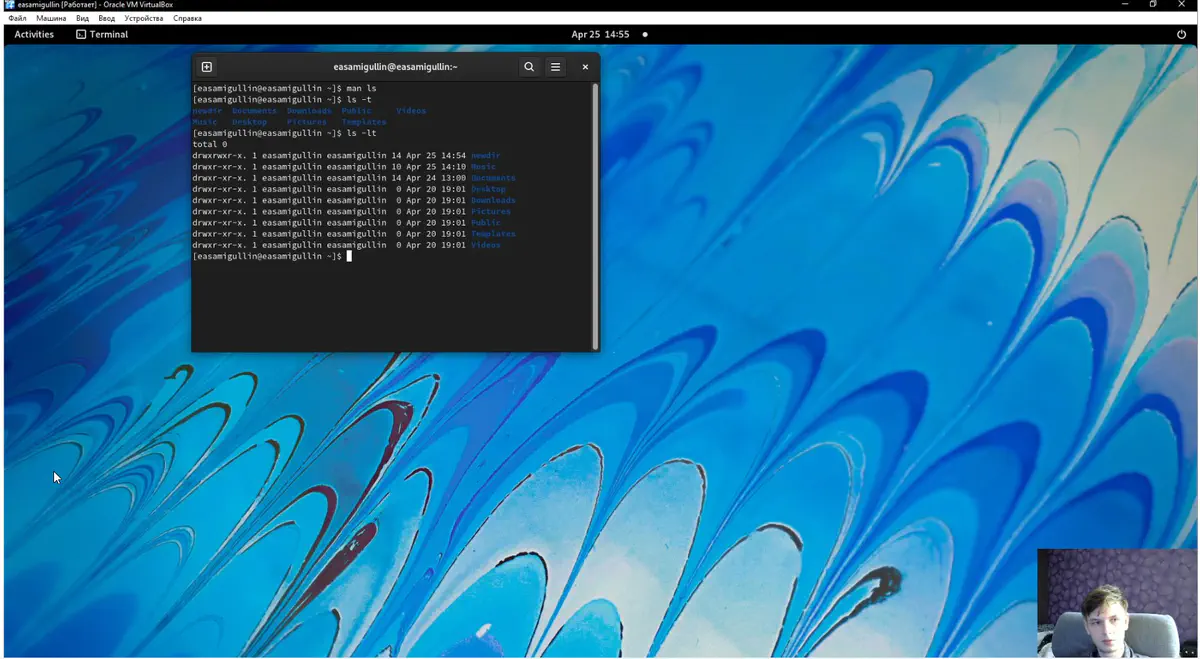 easamigullin [Работает] - Oracle VM VirtualBox
Файл Машина Вид Ввод Устройства Справка
Activities Terminal Apr 25 14:55
easamigullin@easamigullin:~
[easamigullin@easamigullin ~]$ man ls
[easamigullin@easamigullin ~]$ ls -t
newdir Documents Downloads Public Videos
Music Desktop Pictures Templates
[easamigullin@easamigullin ~]$ ls -lt
total 0
drwxrwxr-x. 1 easamigullin easamigullin 14 Apr 25 14:54 newdir
drwxr-xr-x. 1 easamigullin easamigullin 10 Apr 25 14:10 Music
drwxr-xr-x. 1 easamigullin easamigullin 14 Apr 24 13:00 Documents
drwxr-xr-x. 1 easamigullin easamigullin 0 Apr 20 19:01 Desktop
drwxr-xr-x. 1 easamigullin easamigullin 0 Apr 20 19:01 Downloads
drwxr-xr-x. 1 easamigullin easamigullin 0 Apr 20 19:01 Pictures
drwxr-xr-x. 1 easamigullin easamigullin 0 Apr 20 19:01 Public
drwxr-xr-x. 1 easamigullin easamigullin 0 Apr 20 19:01 Templates
drwxr-xr-x. 1 easamigullin easamigullin 0 Apr 20 19:01 Videos
[easamigullin@easamigullin ~]$